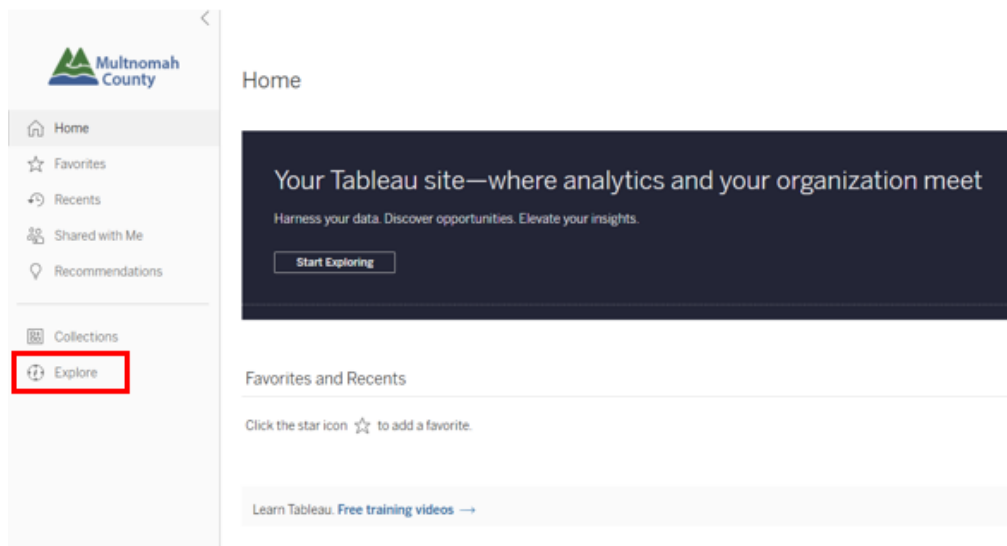 Multnomah
County
Home
Favorites
Recents
Shared with Me
Recommendations
Collections
Explore
Home
Your Tableau site—where analytics and your organization meet
Harness your data. Discover opportunities. Elevate your insights.
Start Exploring
Favorites and Recents
Click the star icon to add a favorite.
Learn Tableau. Free training videos →